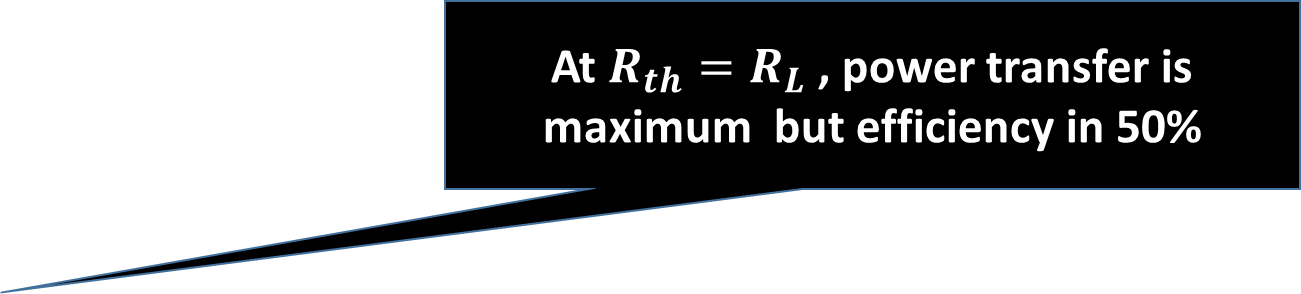 At R_th = R_L , power transfer is
maximum but efficiency in 50%